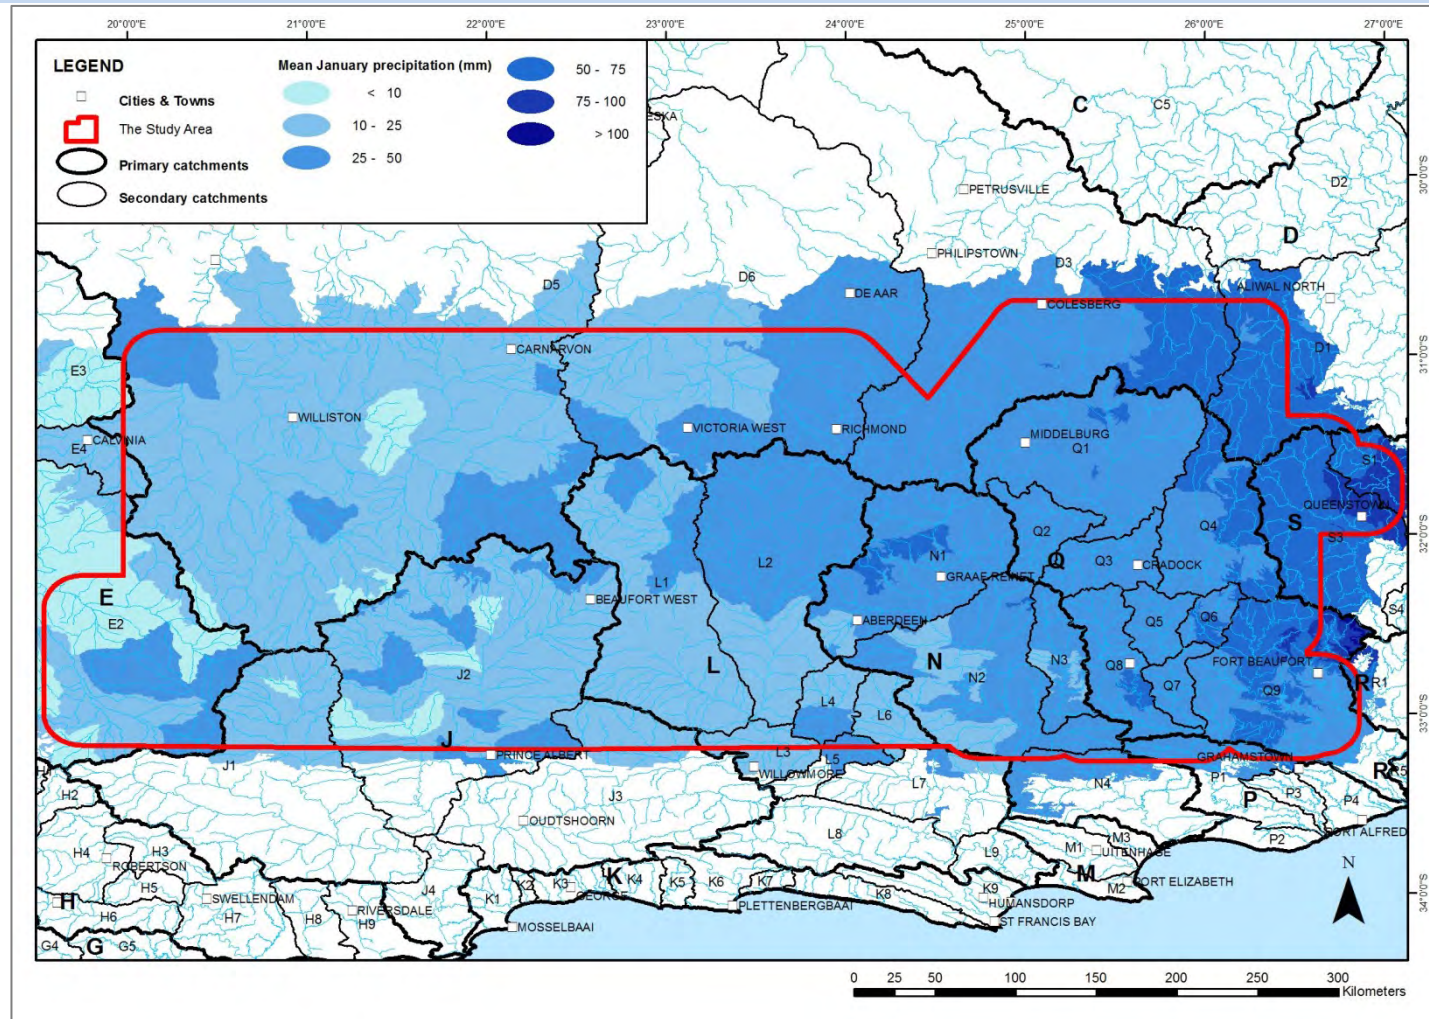 20°0'0"E 21°0'0"E 22°0'0"E 23°0'0"E 24°0'0"E 25°0'0"E 26°0'0"E 27°0'0"E
LEGEND
Cities & Towns
The Study Area
Primary catchments
Secondary catchments
Mean January precipitation (mm)
< 10
10 - 25
25 - 50
50 - 75
75 - 100
> 100
ESKA
C
C5
PETRUSVILLE
D2
30°0'0"S
D
PHILIPSTOWN
D3
D5
D6
DE AAR
COLESBERG
ALIWAL NORTH
D1
31°0'0"S
CARNARVON
E3
WILLISTON
VICTORIA WEST
RICHMOND
MIDDELBURG
Q1
CALVINIA
E4
S1
QUEENSTOWN
S
S3
32°0'0"S
Q2
Q4
Q
Q3
CRADOCK
N1
GRAAF REINET
L2
L1
BEAUFORT WEST
E
E2
ABERDEEN
Q5
Q6
S4
FORT BEAUFORT
Q8
Q7
Q9
R
R1
N
N2
N3
L
J2
L4
L6
33°0'0"S
J
PRINCE ALBERT
J1
L3
L5
WILLOWMORE
L7
GRAHAMSTOWN
N4
P1
P
P3
P4
R
R5
PORT ALFRED
P2
H1
H2
J3
OUDTSHOORN
L8
L9
M1
M3
UITENHAGE
M
M2
PORT ELIZABETH
H4
H3
ROBERTSON
H5
H
H6
SWELLENDAM
H7
H8
RIVERSDALE
H9
J4
K1
K2
K3
GEORGE
K
K4
K5
K6
K7
K8
K9
PLETTENBERGBAAI
HUMANSDORP
ST FRANCIS BAY
MOSSELBAAI
34°0'0"S
G4
G
G5
N
0 25 50 100 150 200 250 300
Kilometers